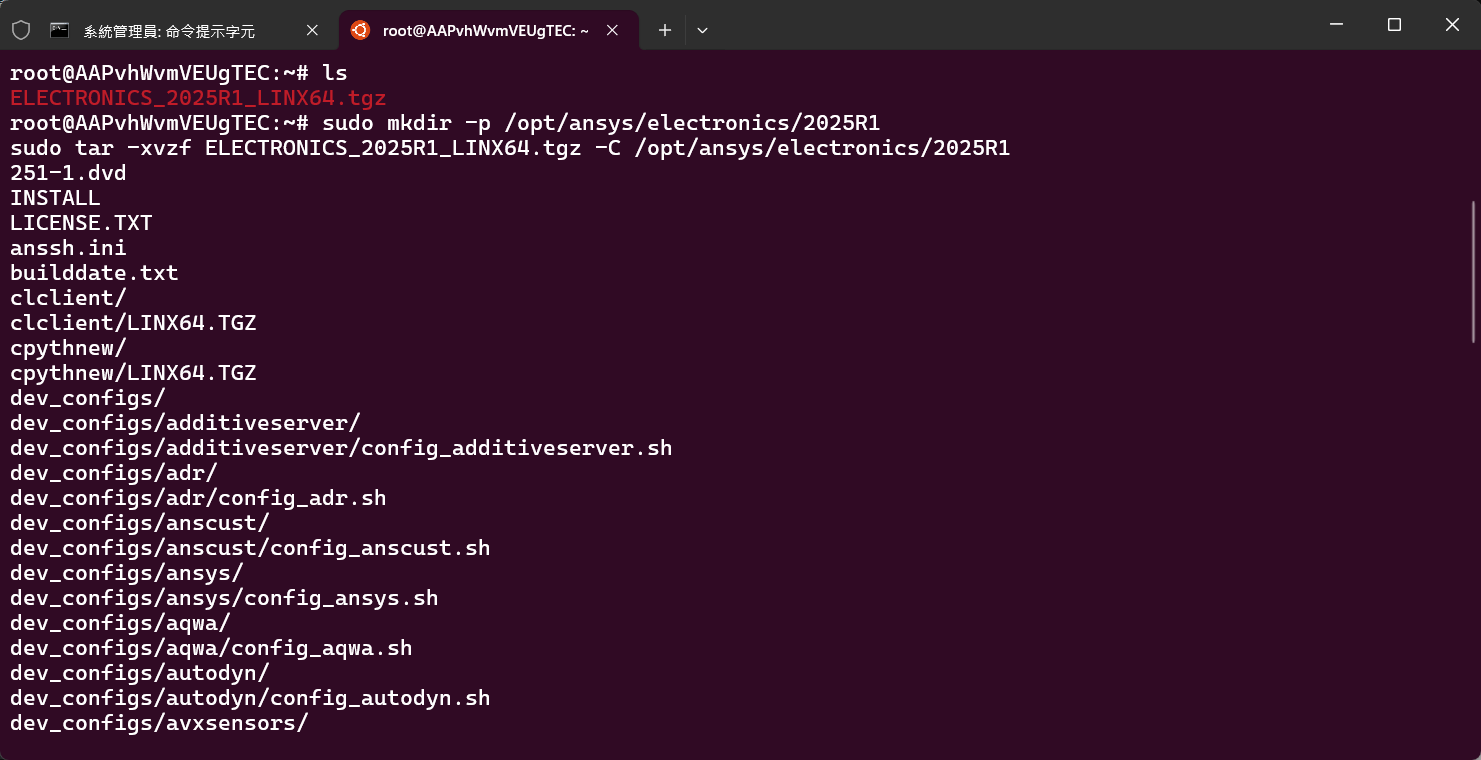 系統管理員: 命令提示字元
root@AAPvhWvmVEUgTEC: ~
root@AAPvhWvmVEUgTEC:~# ls
ELECTRONICS_2025R1_LINX64.tgz
root@AAPvhWvmVEUgTEC:~# sudo mkdir -p /opt/ansys/electronics/2025R1
sudo tar -xvzf ELECTRONICS_2025R1_LINX64.tgz -C /opt/ansys/electronics/2025R1
251-1.dvd
INSTALL
LICENSE.TXT
anssh.ini
builddate.txt
clclient/
clclient/LINX64.TGZ
cpythnew/
cpythnew/LINX64.TGZ
dev_configs/
dev_configs/additiveserver/
dev_configs/additiveserver/config_additiveserver.sh
dev_configs/adr/
dev_configs/adr/config_adr.sh
dev_configs/anscust/
dev_configs/anscust/config_anscust.sh
dev_configs/ansys/
dev_configs/ansys/config_ansys.sh
dev_configs/aqwa/
dev_configs/aqwa/config_aqwa.sh
dev_configs/autodyn/
dev_configs/autodyn/config_autodyn.sh
dev_configs/avxsensors/